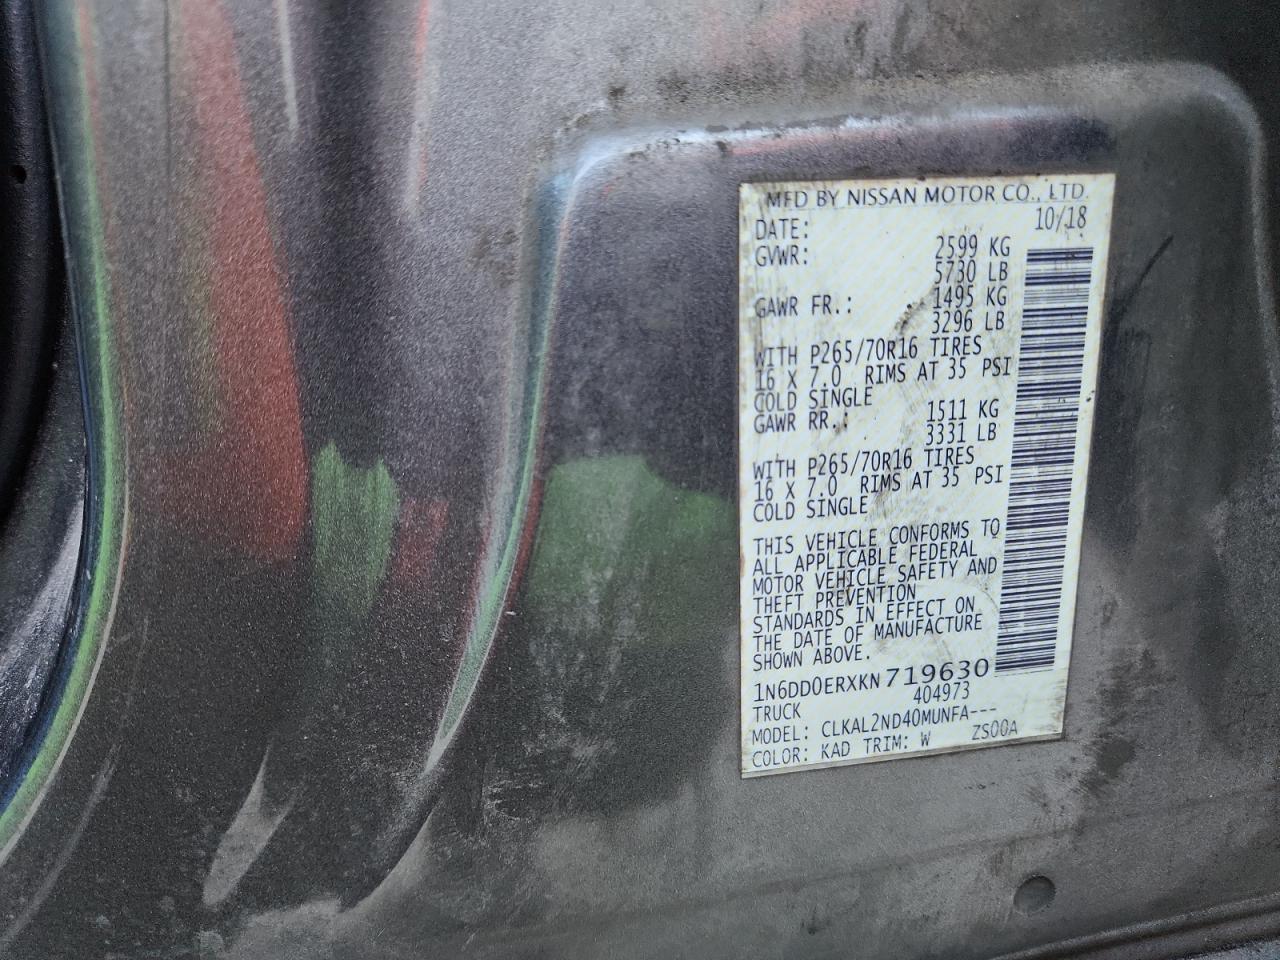 MFD BY NISSAN MOTOR CO., LTD.
DATE: 10/18
GVWR: 2599 KG
5730 LB
GAWR FR.: 1495 KG
3296 LB
WITH P265/70R16 TIRES
16 X 7.0 RIMS AT 35 PSI
COLD SINGLE
GAWR RR.: 1511 KG
3331 LB
WITH P265/70R16 TIRES
16 X 7.0 RIMS AT 35 PSI
COLD SINGLE
THIS VEHICLE CONFORMS TO
ALL APPLICABLE FEDERAL
MOTOR VEHICLE SAFETY AND
THEFT PREVENTION
STANDARDS IN EFFECT ON
THE DATE OF MANUFACTURE
SHOWN ABOVE.
1N6DD0ERXKN719630
TRUCK 404973
MODEL: CLKAL2ND40MUNFA---
COLOR: KAD TRIM: W ZS00A